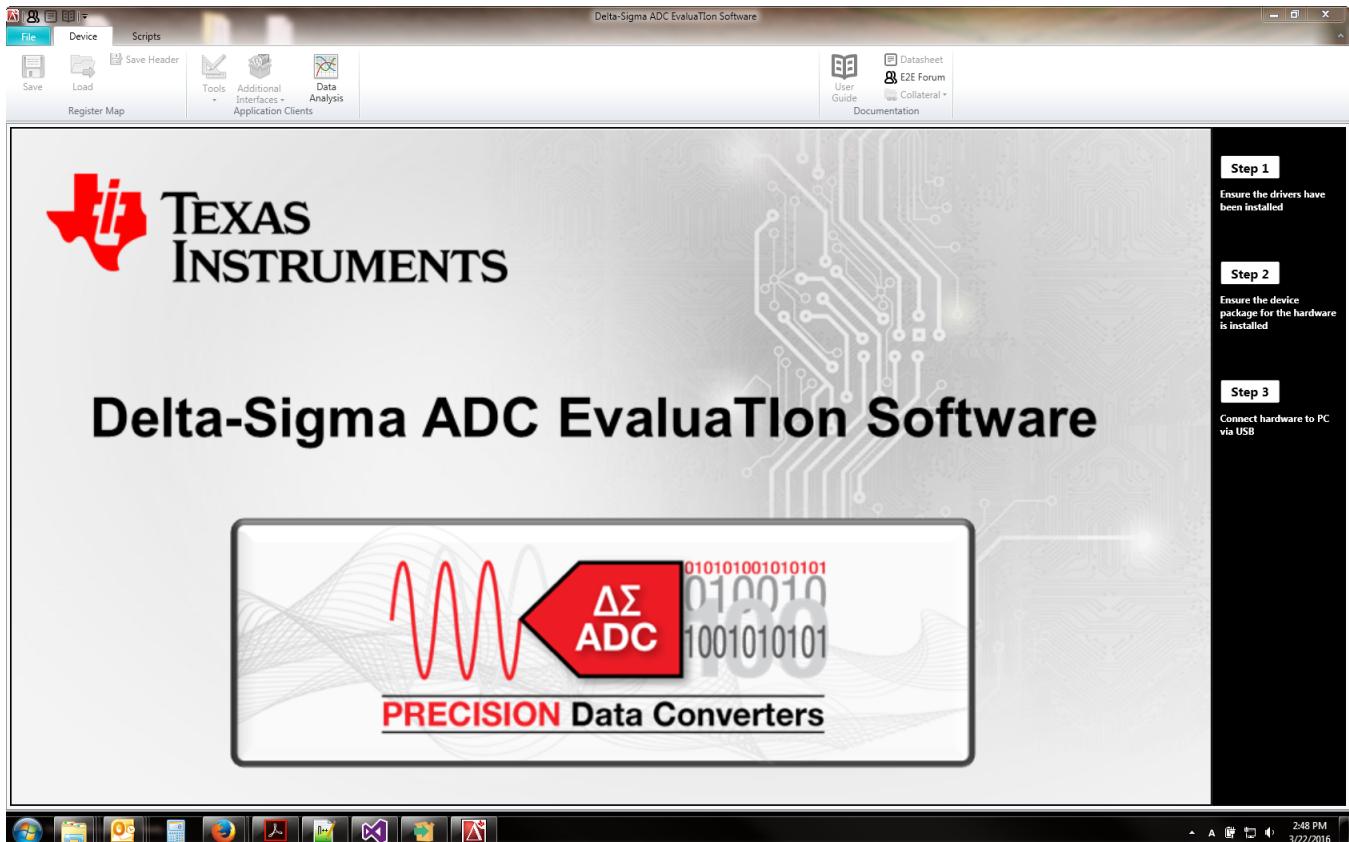 Delta-Sigma ADC EvaluaTIon Software
File Device Scripts
Save
Load
Save Header
Register Map
Tools
Additional
Interfaces
Application Clients
Data
Analysis
User
Guide
Datasheet
E2E Forum
Collateral
Documentation
TEXAS
INSTRUMENTS
Delta-Sigma ADC EvaluaTIon Software
010101001010101
010010
100
1001010101
ΔΣ
ADC
PRECISION Data Converters
Step 1
Ensure the drivers have
been installed
Step 2
Ensure the device
package for the hardware
is installed
Step 3
Connect hardware to PC
via USB
A
2:48 PM
3/22/2016